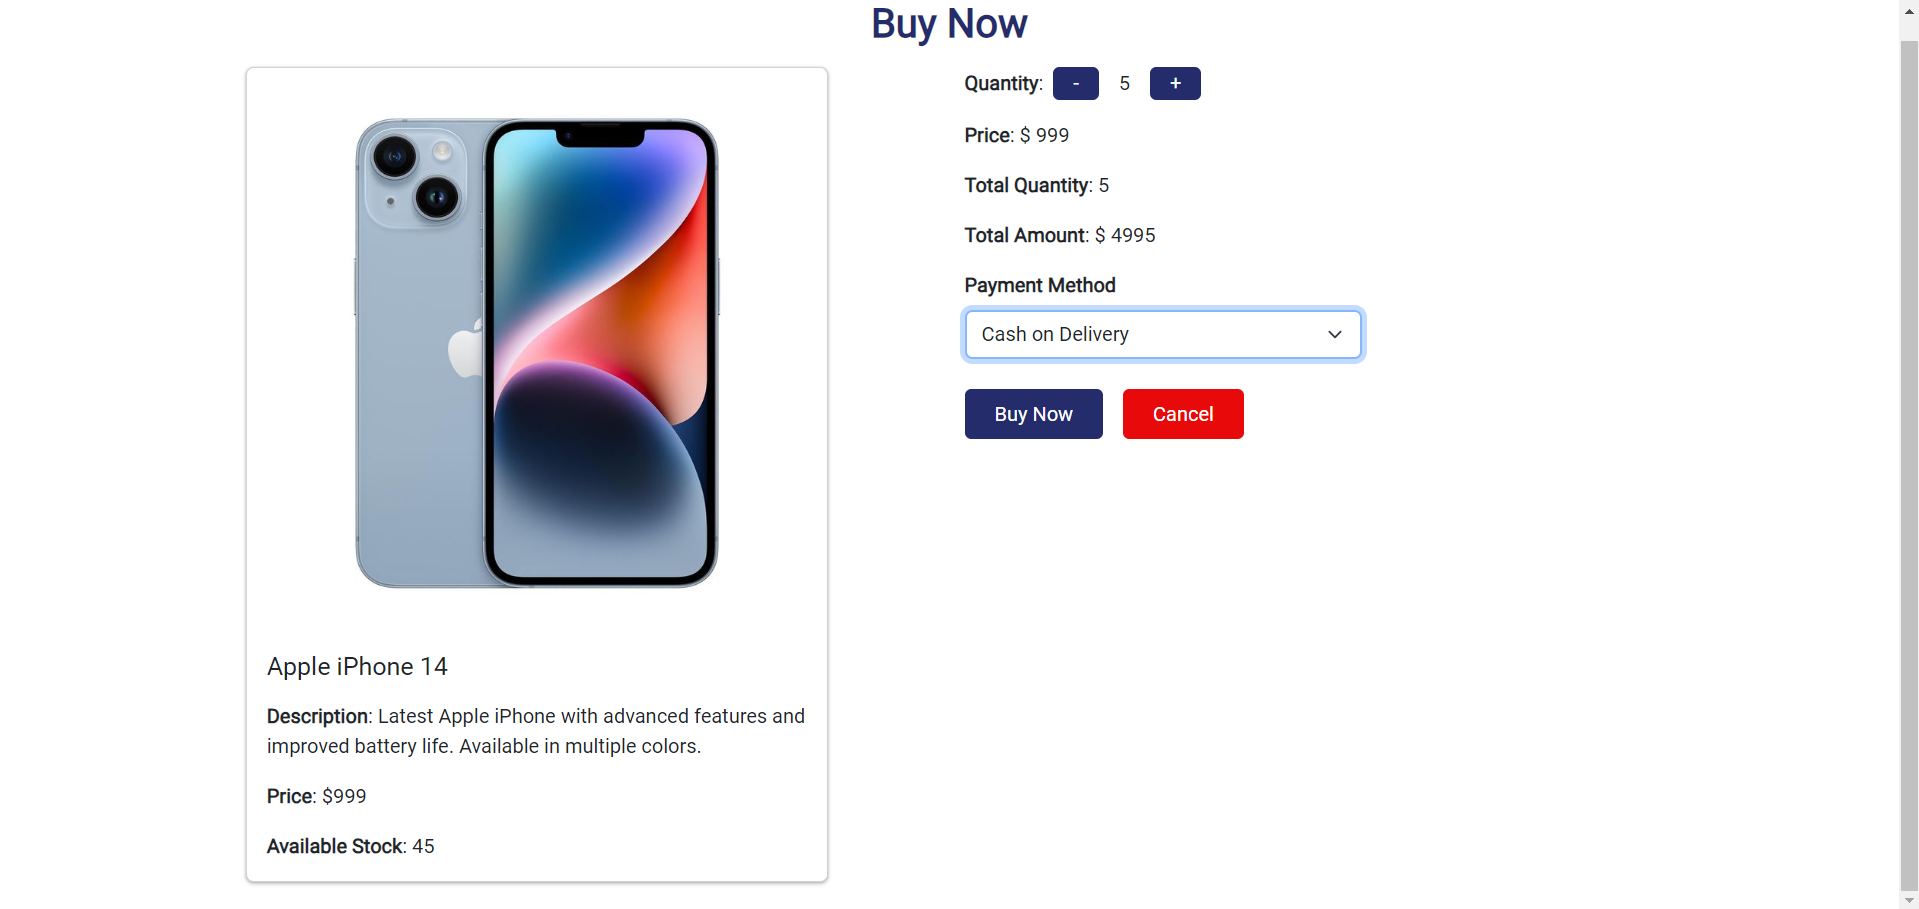 Buy Now
Apple iPhone 14
Description: Latest Apple iPhone with advanced features and
improved battery life. Available in multiple colors.
Price: $999
Available Stock: 45
Quantity: - 5 +
Price: $ 999
Total Quantity: 5
Total Amount: $ 4995
Payment Method
Cash on Delivery
Buy Now Cancel